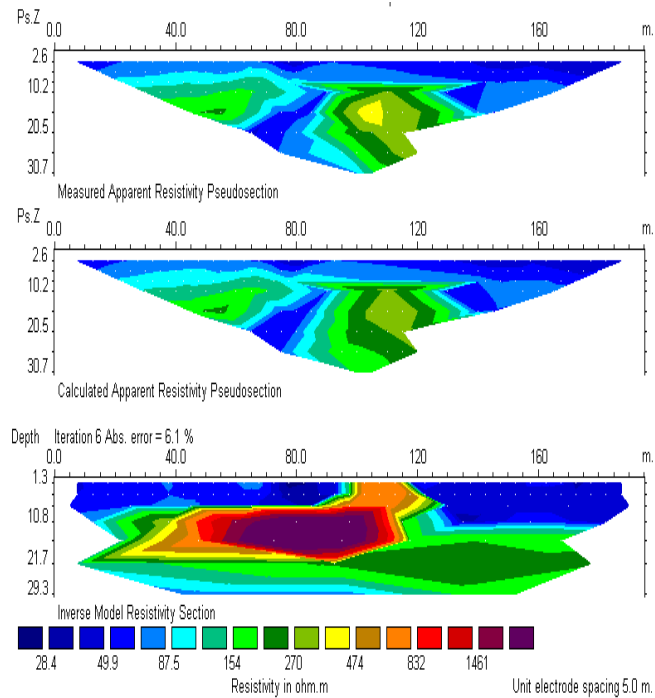 Ps.Z 0.0 40.0 80.0 120 160 m.
2.6
10.2
20.5
30.7
Measured Apparent Resistivity Pseudosection
Ps.Z 0.0 40.0 80.0 120 160 m.
2.6
10.2
20.5
30.7
Calculated Apparent Resistivity Pseudosection
Depth Iteration 6 Abs. error = 6.1 %
0.0 40.0 80.0 120 160 m.
1.3
10.8
21.7
29.3
Inverse Model Resistivity Section
28.4 49.9 87.5 154 270 474 832 1461
Resistivity in ohm.m Unit electrode spacing 5.0 m.